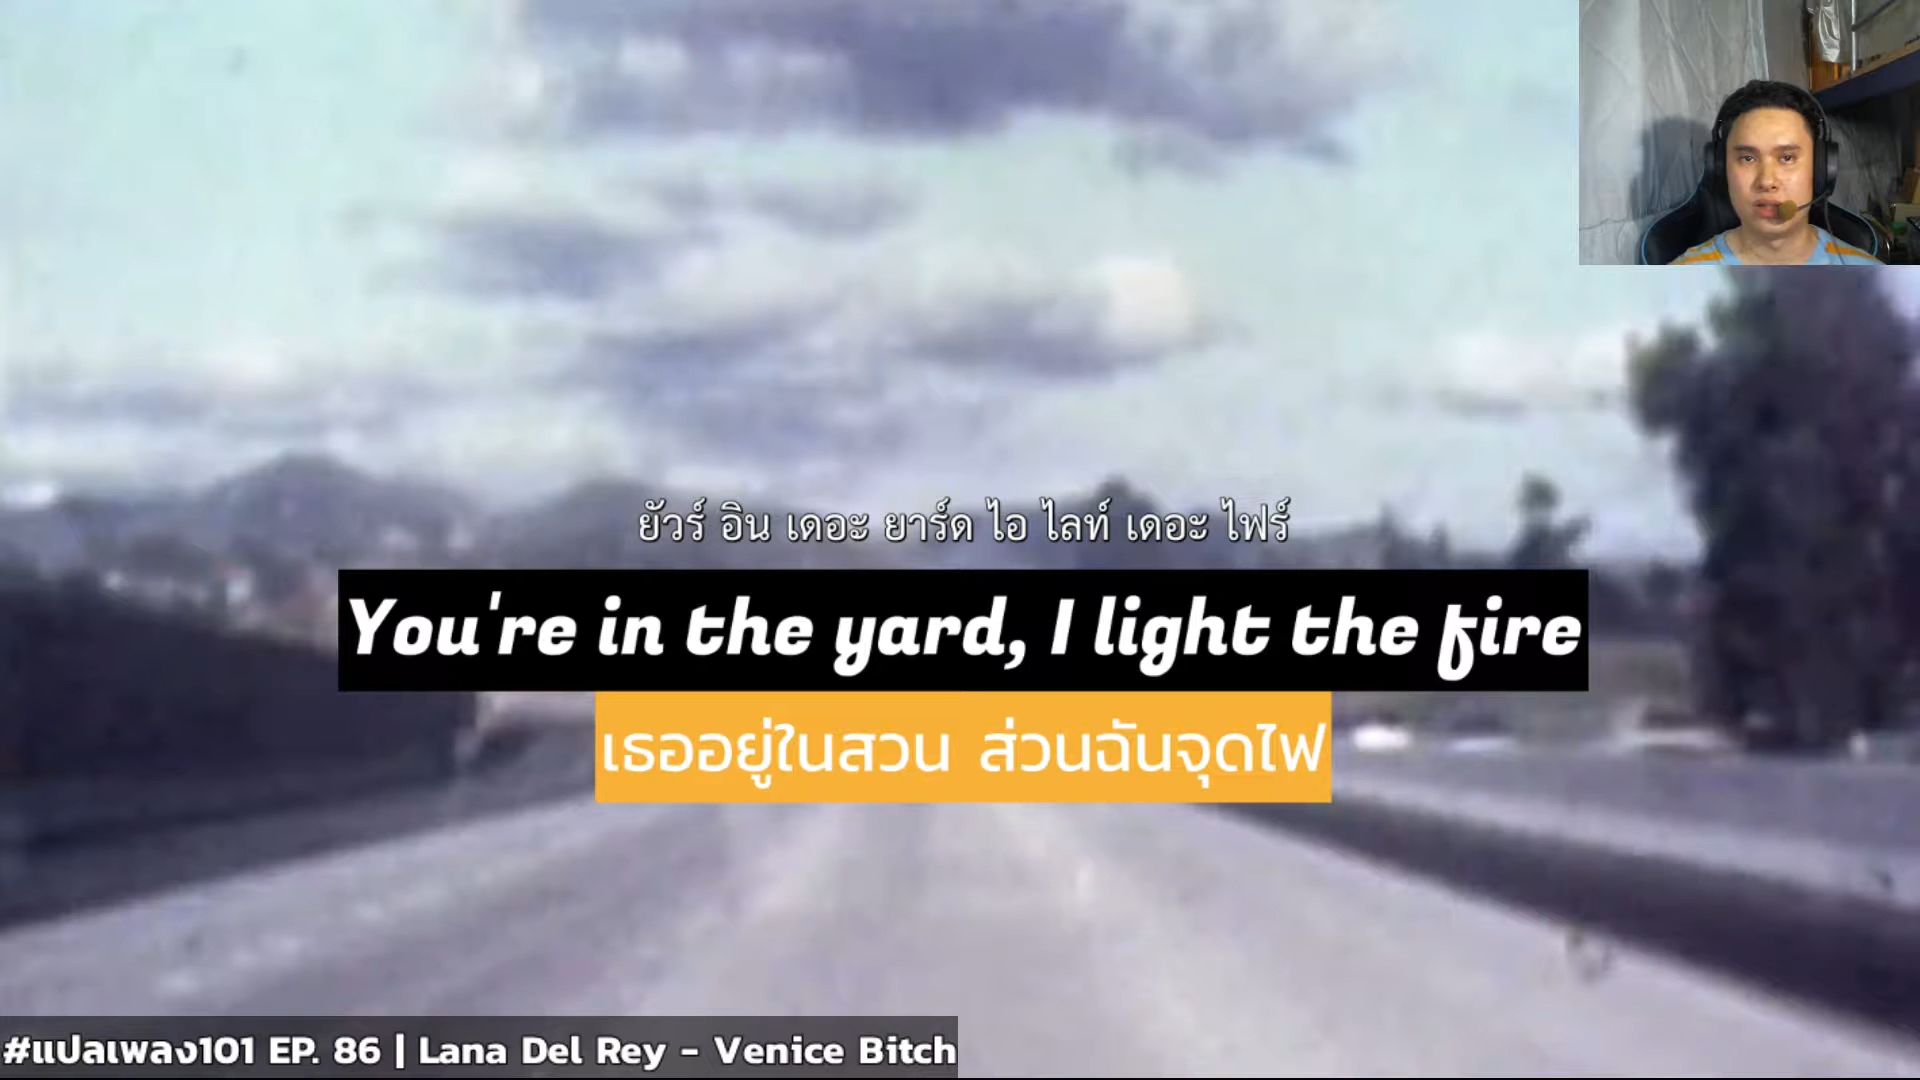 ยัวร์ อิน เดอะ ยาร์ด ไอ ไลท์ เดอะ ไฟร์
You're in the yard, I light the fire
เธออยู่ในสวน ส่วนฉันจุดไฟ
#แปลเพลง101 EP. 86 | Lana Del Rey - Venice Bitch